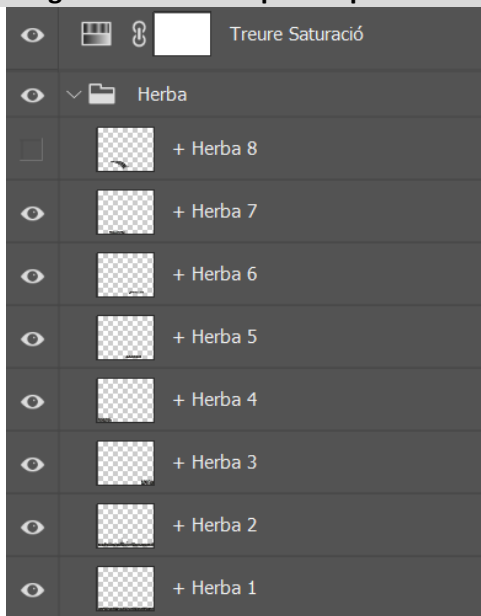 Treure Saturació
Herba
+ Herba 8
+ Herba 7
+ Herba 6
+ Herba 5
+ Herba 4
+ Herba 3
+ Herba 2
+ Herba 1